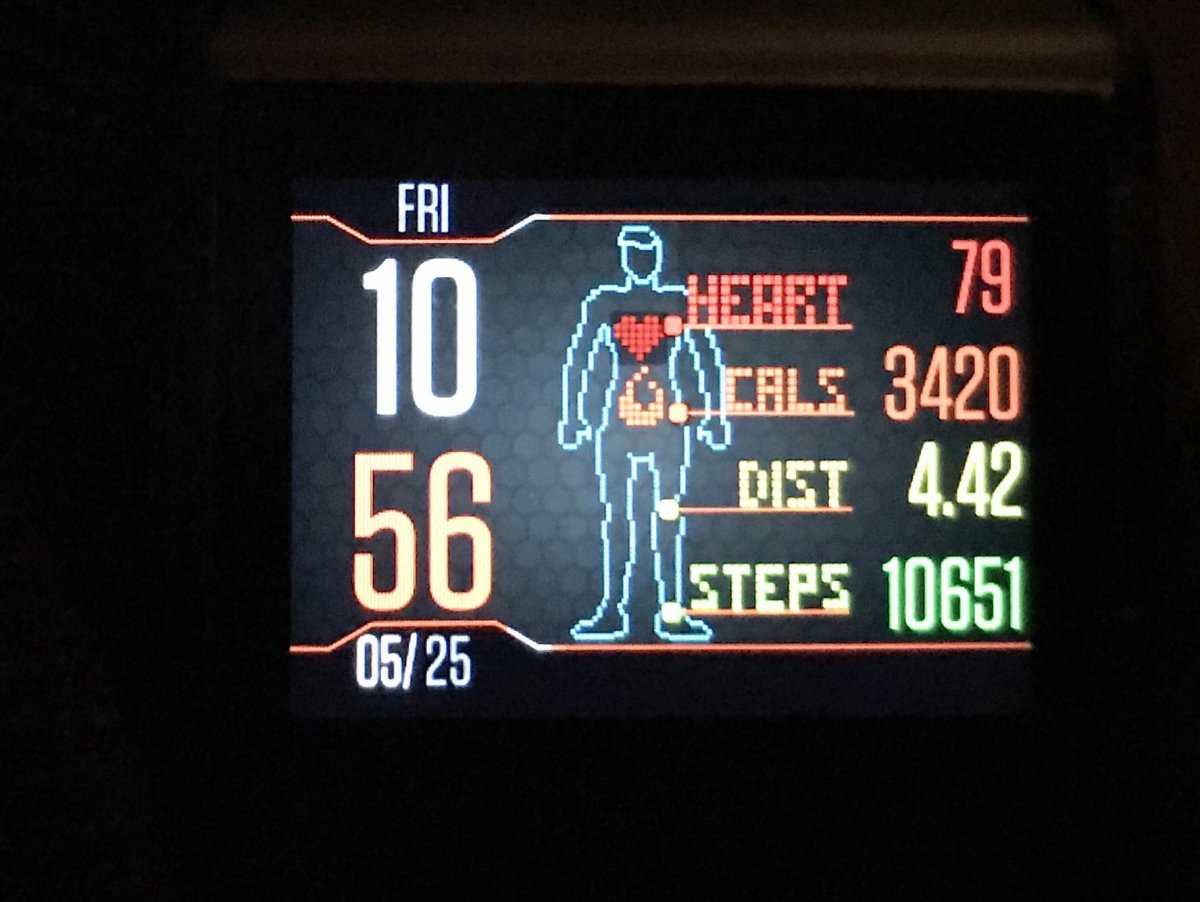 FRI
10
56
05/25
HEART 79
CALS 3420
DIST 4.42
STEPS 10651